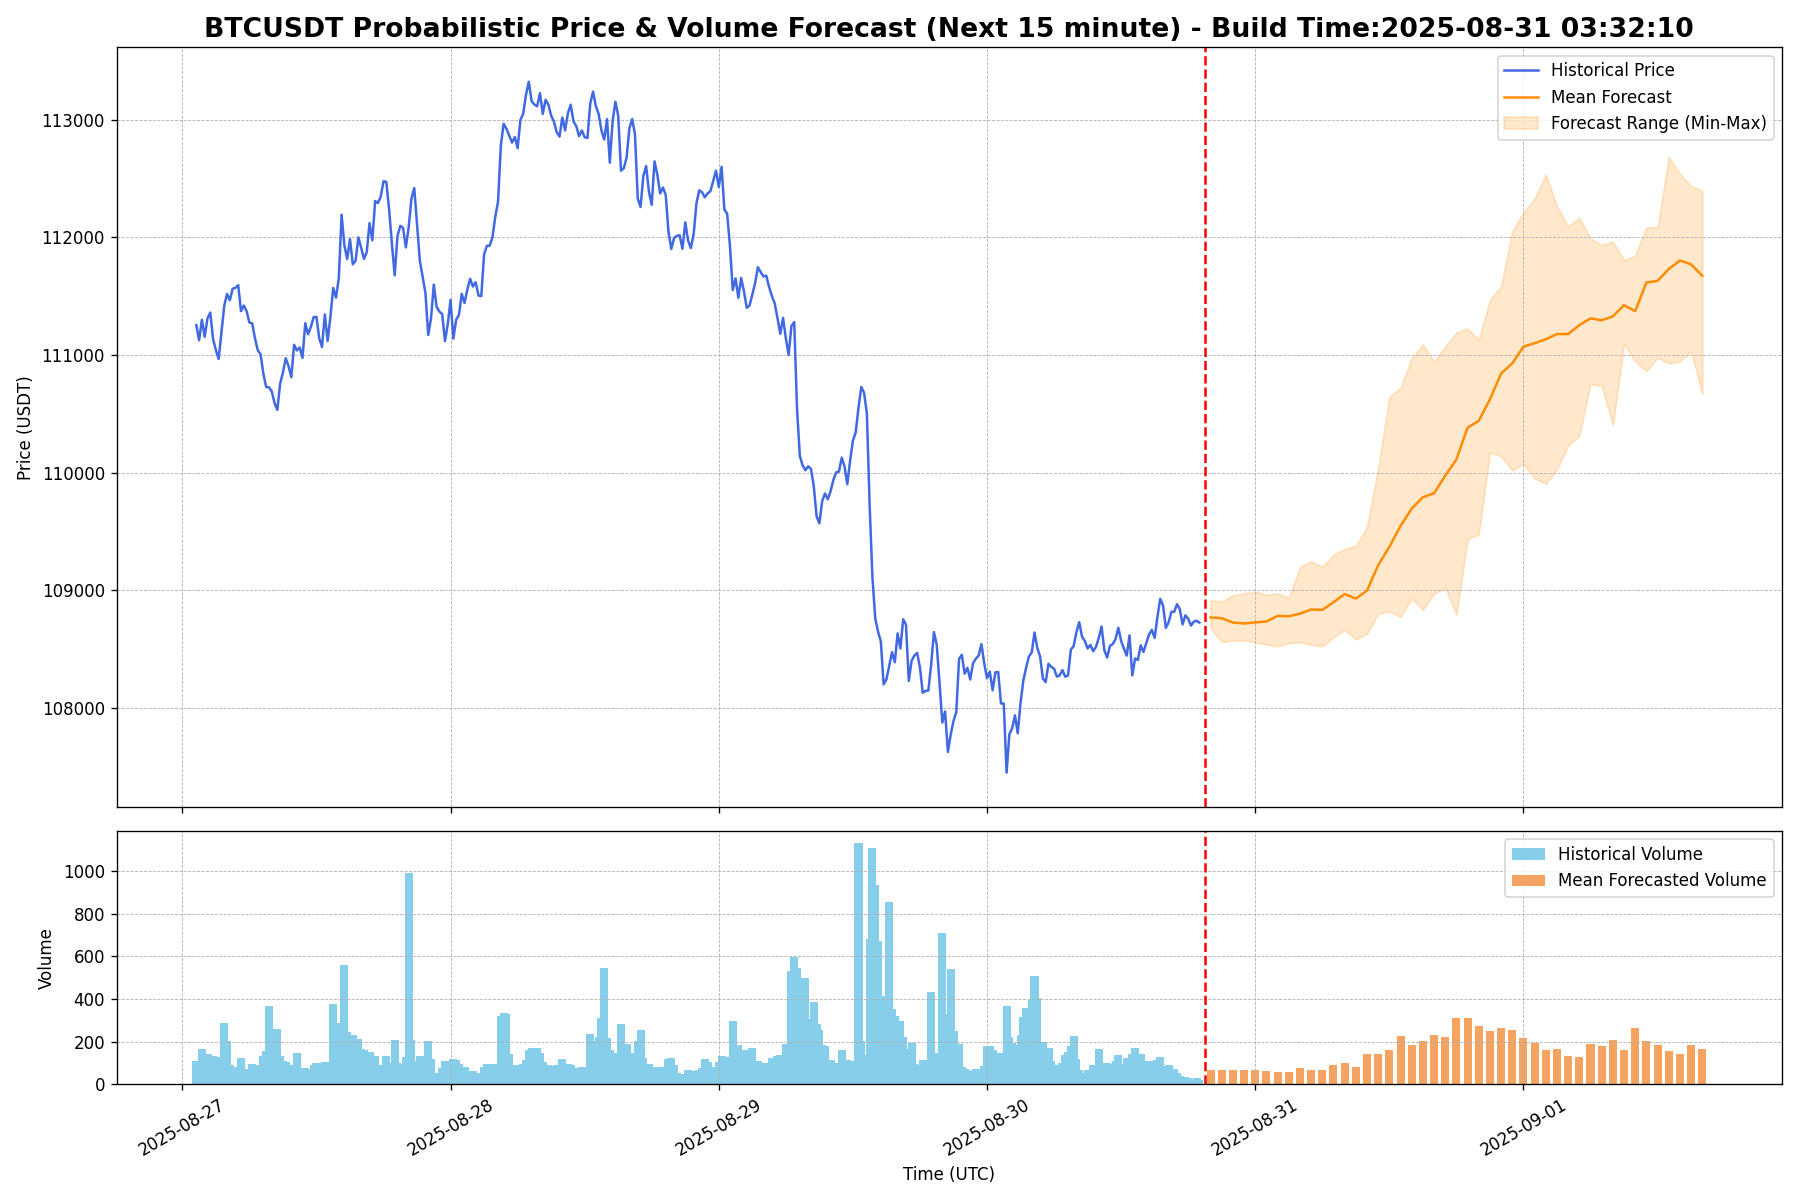 BTCUSDT Probabilistic Price & Volume Forecast (Next 15 minute) - Build Time:2025-08-31 03:32:10
Historical Price
Mean Forecast
Forecast Range (Min-Max)
113000
112000
111000
110000
109000
108000
Price (USDT)
Historical Volume
Mean Forecasted Volume
1000
800
600
400
200
0
Volume
2025-08-27
2025-08-28
2025-08-29
2025-08-30
2025-08-31
2025-09-01
Time (UTC)